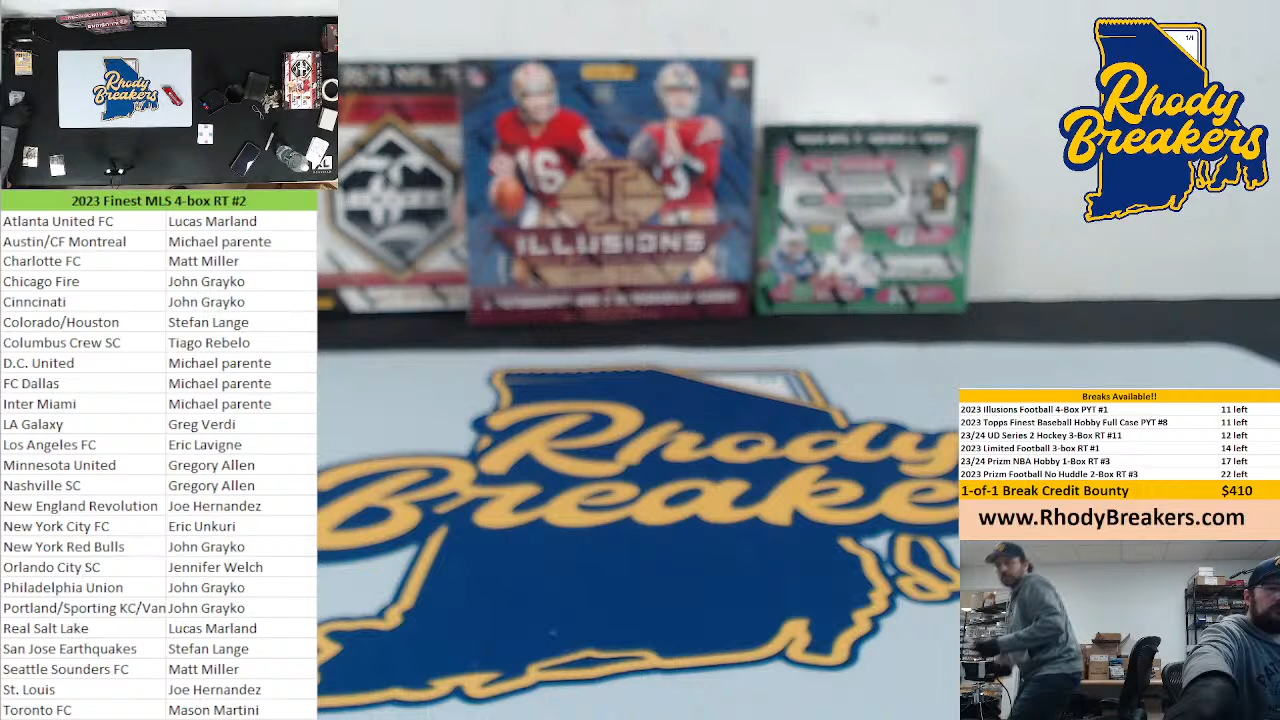 Rhody
Breakers
2023 Finest MLS 4-box RT #2
Atlanta United FC Lucas Marland
Austin/CF Montreal Michael parente
Charlotte FC Matt Miller
Chicago Fire John Grayko
Cinncinati John Grayko
Colorado/Houston Stefan Lange
Columbus Crew SC Tiago Rebelo
D.C. United Michael parente
FC Dallas Michael parente
Inter Miami Michael parente
LA Galaxy Greg Verdi
Los Angeles FC Eric Lavigne
Minnesota United Gregory Allen
Nashville SC Gregory Allen
New England Revolution Joe Hernandez
New York City FC Eric Unkuri
New York Red Bulls John Grayko
Orlando City SC Jennifer Welch
Philadelphia Union John Grayko
Portland/Sporting KC/Van John Grayko
Real Salt Lake Lucas Marland
San Jose Earthquakes Stefan Lange
Seattle Sounders FC Matt Miller
St. Louis Joe Hernandez
Toronto FC Mason Martini
16
ILLUSIONS
Rhody
Breake
1/1
Rhody
Breakers
Breaks Available!!
2023 Illusions Football 4-Box PYT #1 11 left
2023 Topps Finest Baseball Hobby Full Case PYT #8 11 left
23/24 UD Series 2 Hockey 3-Box RT #11 12 left
2023 Limited Football 3-box RT #1 14 left
23/24 Prizm NBA Hobby 1-Box RT #3 17 left
2023 Prizm Football No Huddle 2-Box RT #3 22 left
1-of-1 Break Credit Bounty $410
www.RhodyBreakers.com